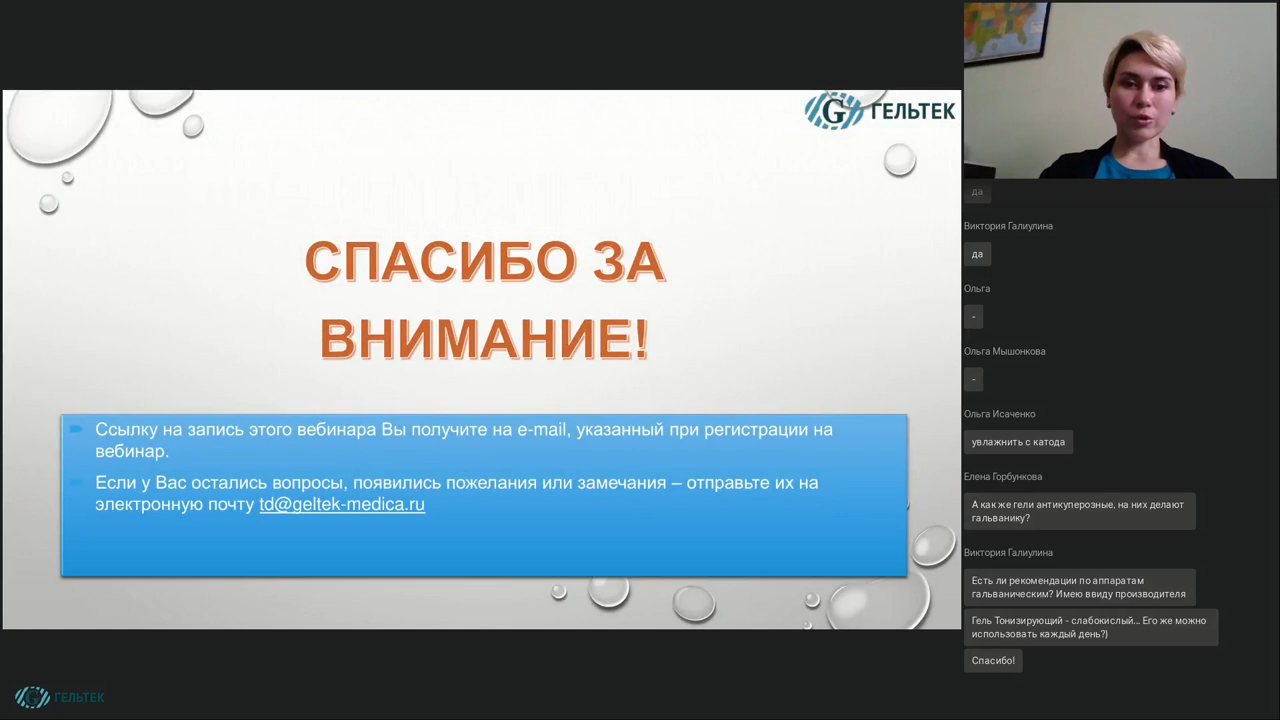 ГЕЛЬТЕК
СПАСИБО ЗА
ВНИМАНИЕ!
Ссылку на запись этого вебинара Вы получите на e-mail, указанный при регистрации на
вебинар.
Если у Вас остались вопросы, появились пожелания или замечания – отправьте их на
электронную почту td@geltek-medica.ru
да
Виктория Галиулина
да
Ольга
-
Ольга Мышонкова
-
Ольга Исаченко
увлажнить с катода
Елена Горбункова
А как же гели антикуперозные, на них делают
гальванику?
Виктория Галиулина
Есть ли рекомендации по аппаратам
гальваническим? Имею ввиду производителя
Гель Тонизирующий - слабокислый... Его же можно
использовать каждый день?)
Спасибо!
ГЕЛЬТЕК